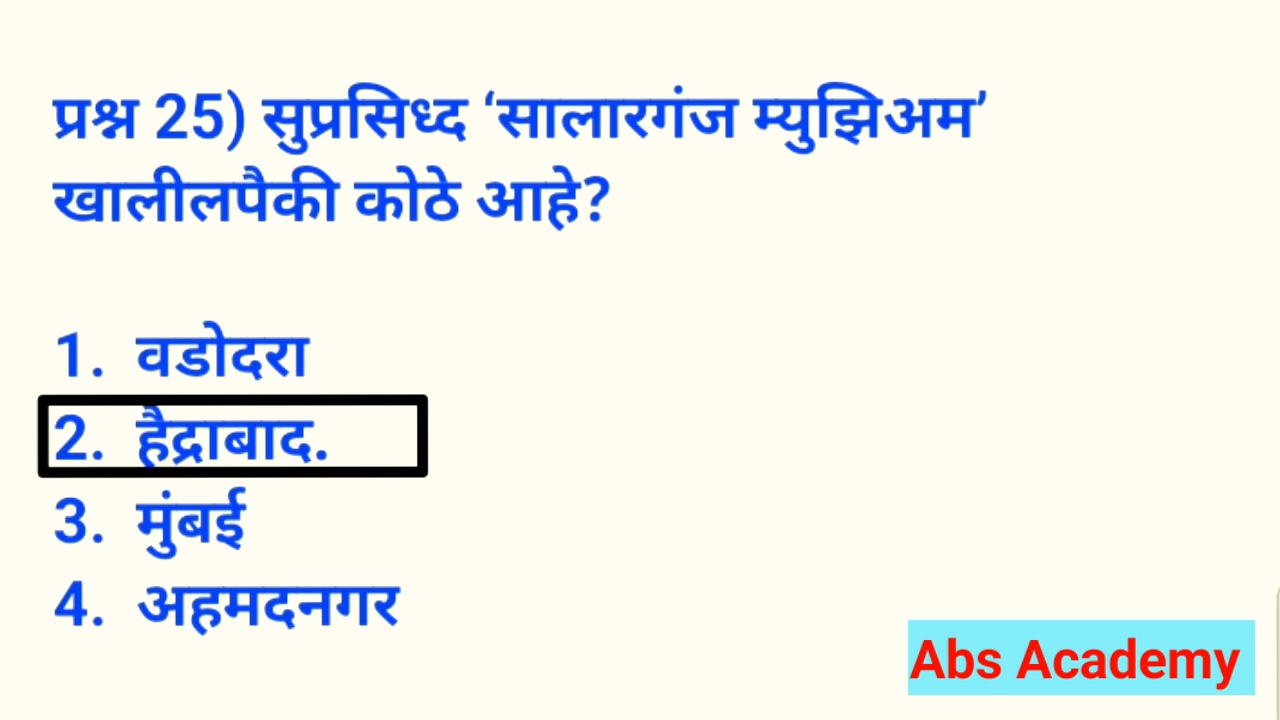 प्रश्न 25) सुप्रसिध्द ‘सालारगंज म्युझिअम’
खालीलपैकी कोठे आहे?
1. वडोदरा
2. हैद्राबाद.
3. मुंबई
4. अहमदनगर
Abs Academy